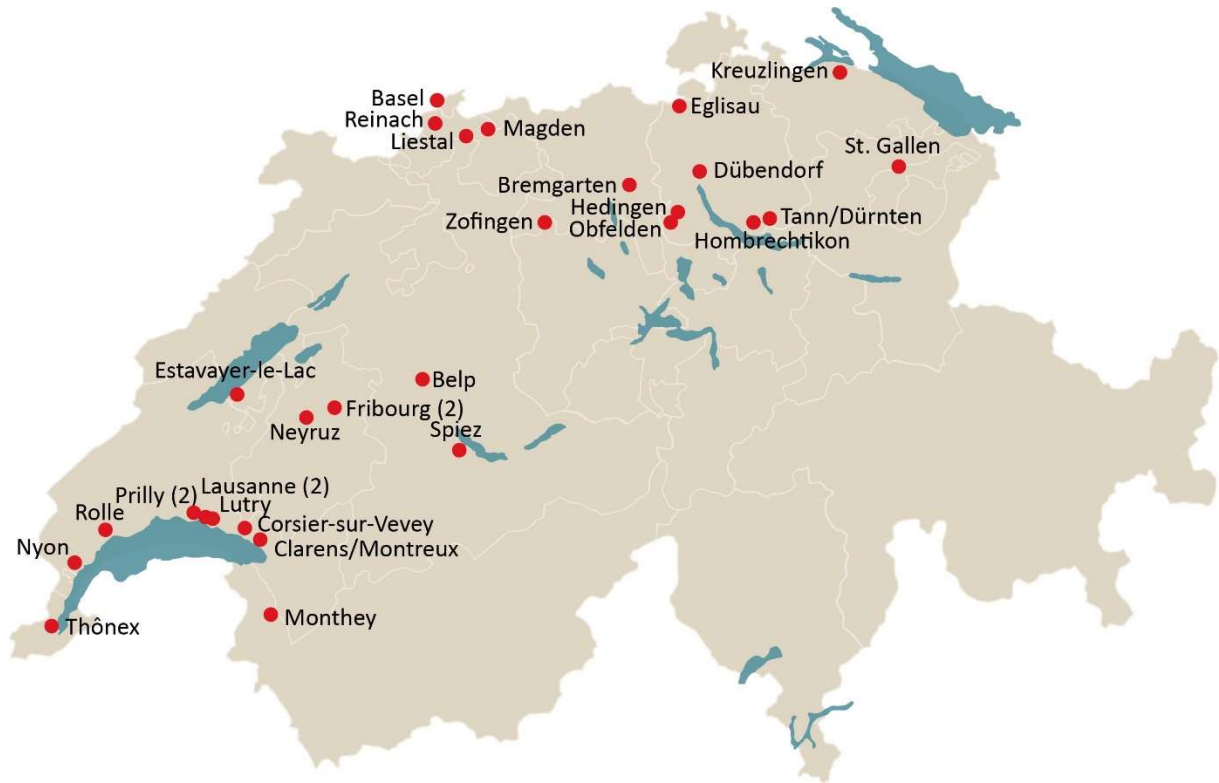 Kreuzlingen
Basel
Eglisau
Reinach
Magden
Liestal
St. Gallen
Dübendorf
Bremgarten
Hedingen
Tann/Dürnten
Zofingen
Obfelden
Hombrechtikon
Estavayer-le-Lac
Belp
Fribourg (2)
Neyruz
Spiez
Lausanne (2)
Prilly (2)
Lutry
Rolle
Corsier-sur-Vevey
Clarens/Montreux
Nyon
Monthey
Thônex